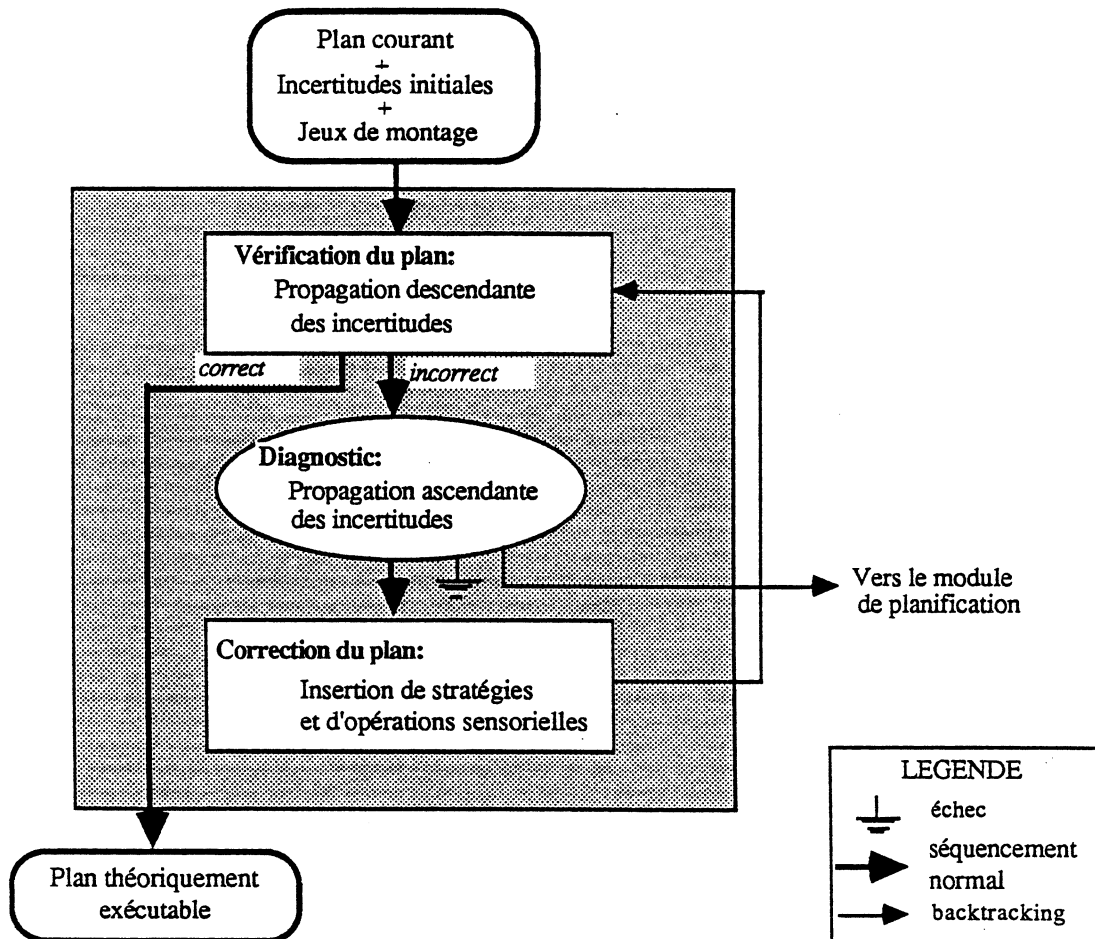 Plan courant
+
Incertitudes initiales
+
Jeux de montage
Vérification du plan:
Propagation descendante
des incertitudes
correct
incorrect
Diagnostic:
Propagation ascendante
des incertitudes
Vers le module
de planification
Correction du plan:
Insertion de stratégies
et d'opérations sensorielles
Plan théoriquement
exécutable
LEGENDE
échec
séquencement
normal
backtracking